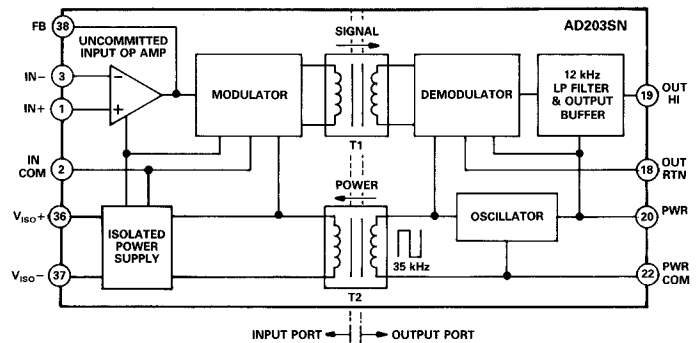 AD203SN
SIGNAL
FB
38
UNCOMMITTED
INPUT OP AMP
IN–
3
–
IN+
1
+
MODULATOR
T1
DEMODULATOR
12 kHz
LP FILTER
& OUTPUT
BUFFER
19
OUT
HI
IN
COM
2
18
OUT
RTN
POWER
VISO+
36
ISOLATED
POWER
SUPPLY
OSCILLATOR
20
PWR
35 kHz
VISO–
37
T2
22
PWR
COM
INPUT PORT
OUTPUT PORT